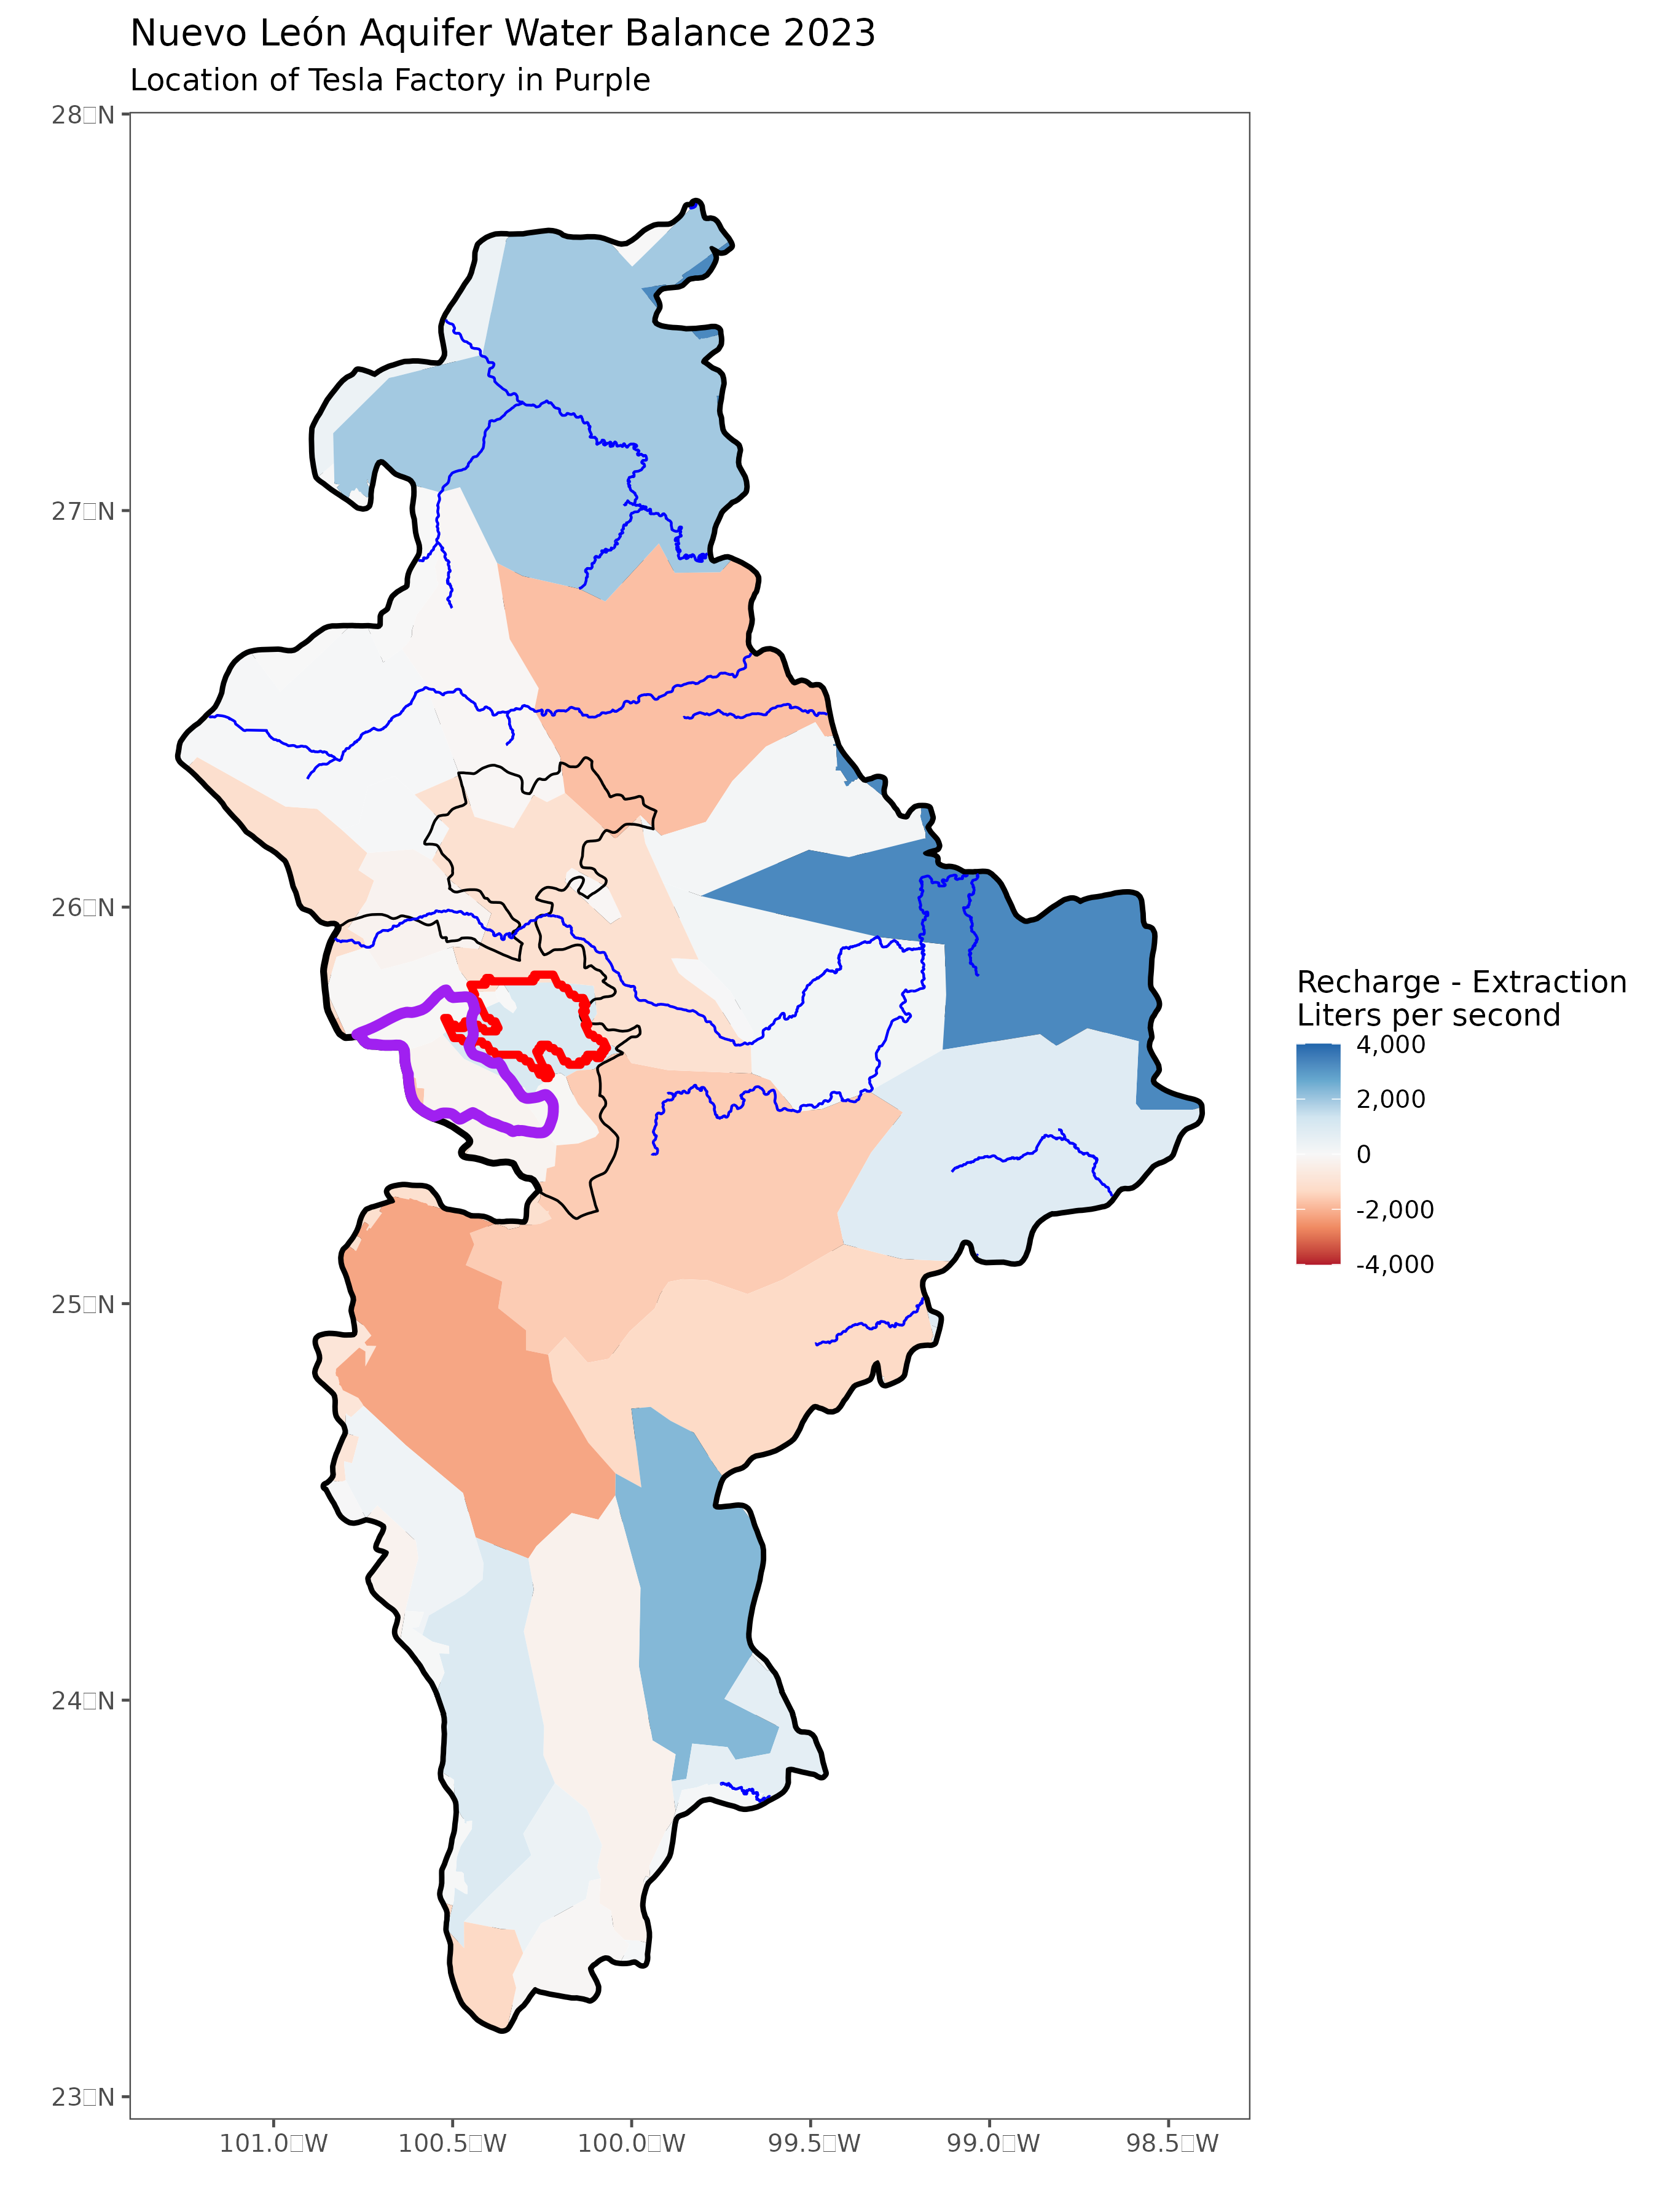 Nuevo León Aquifer Water Balance 2023
Location of Tesla Factory in Purple
28□N
27□N
26□N
25□N
24□N
23□N
101.0□W
100.5□W
100.0□W
99.5□W
99.0□W
98.5□W
Recharge - Extraction
Liters per second
4,000
2,000
0
-2,000
-4,000